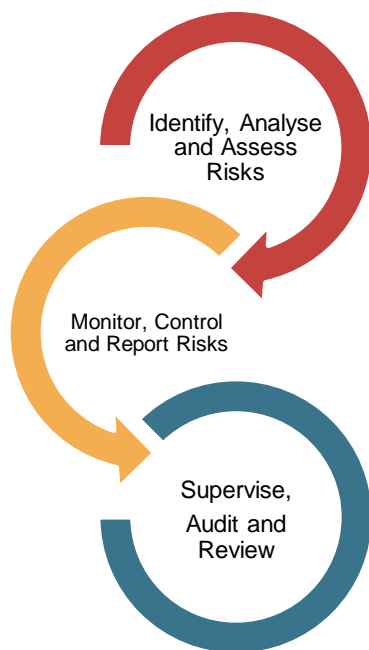 Identify, Analyse
and Assess
Risks
Monitor, Control
and Report Risks
Supervise,
Audit and
Review